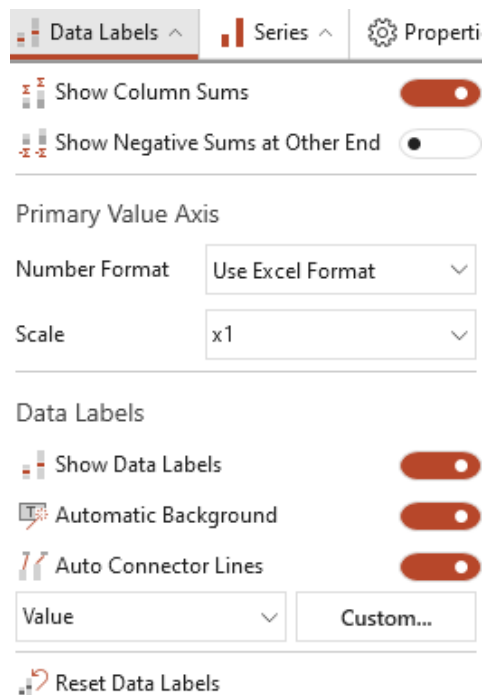 Data Labels Series Properti
Show Column Sums
Show Negative Sums at Other End
Primary Value Axis
Number Format Use Excel Format
Scale x1
Data Labels
Show Data Labels
Automatic Background
Auto Connector Lines
Value Custom...
Reset Data Labels